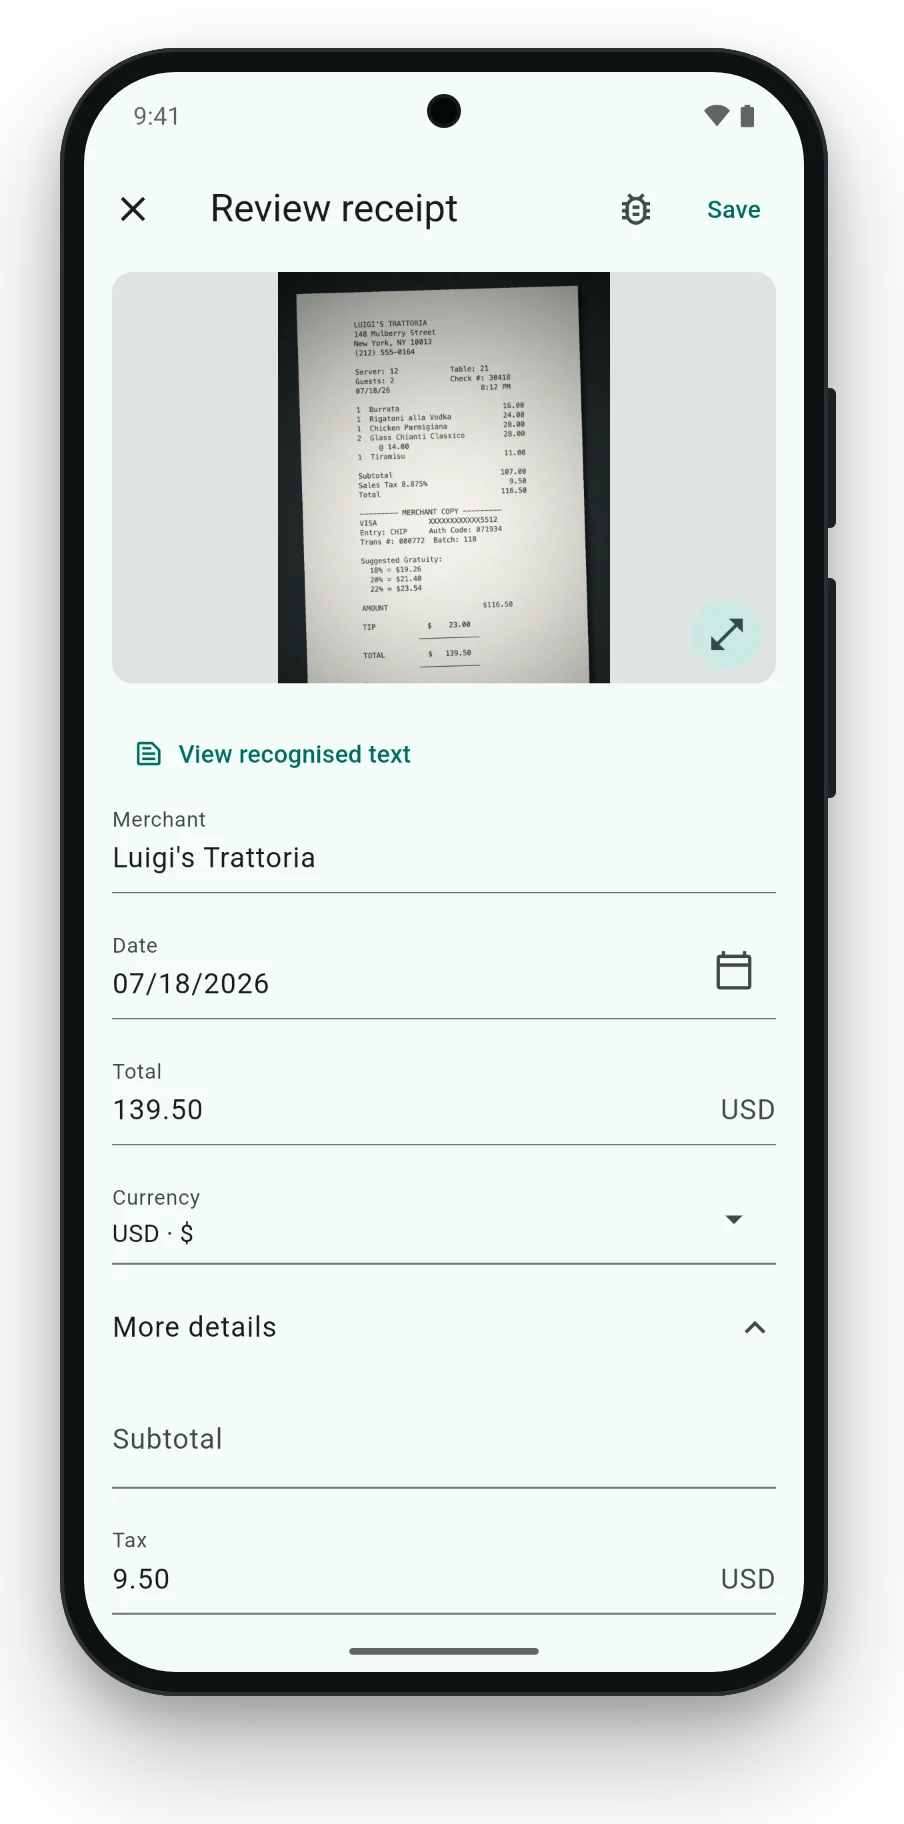 9:41
Review receipt
Save
LUIGI'S TRATTORIA
148 Mulberry Street
New York, NY 10013
(212) 555-0164
Server: 12 Table: 21
Guests: 2 Check #: 30418
07/18/26 8:12 PM
1 Burrata 16.00
1 Rigatoni alla Vodka 24.00
1 Chicken Parmigiana 28.00
2 Glass Chianti Classico 28.00
@ 14.00
1 Tiramisu 11.00
Subtotal 107.00
Sales Tax 8.875% 9.50
Total 116.50
--------- MERCHANT COPY ---------
VISA XXXXXXXXXXXX5512
Entry: CHIP Auth Code: 071934
Trans #: 000772 Batch: 118
Suggested Gratuity:
18% = $19.26
20% = $21.40
22% = $23.54
AMOUNT $116.50
TIP $ 23.00
TOTAL $ 139.50
View recognised text
Merchant
Luigi's Trattoria
Date
07/18/2026
Total
139.50 USD
Currency
USD · $
More details
Subtotal
Tax
9.50 USD